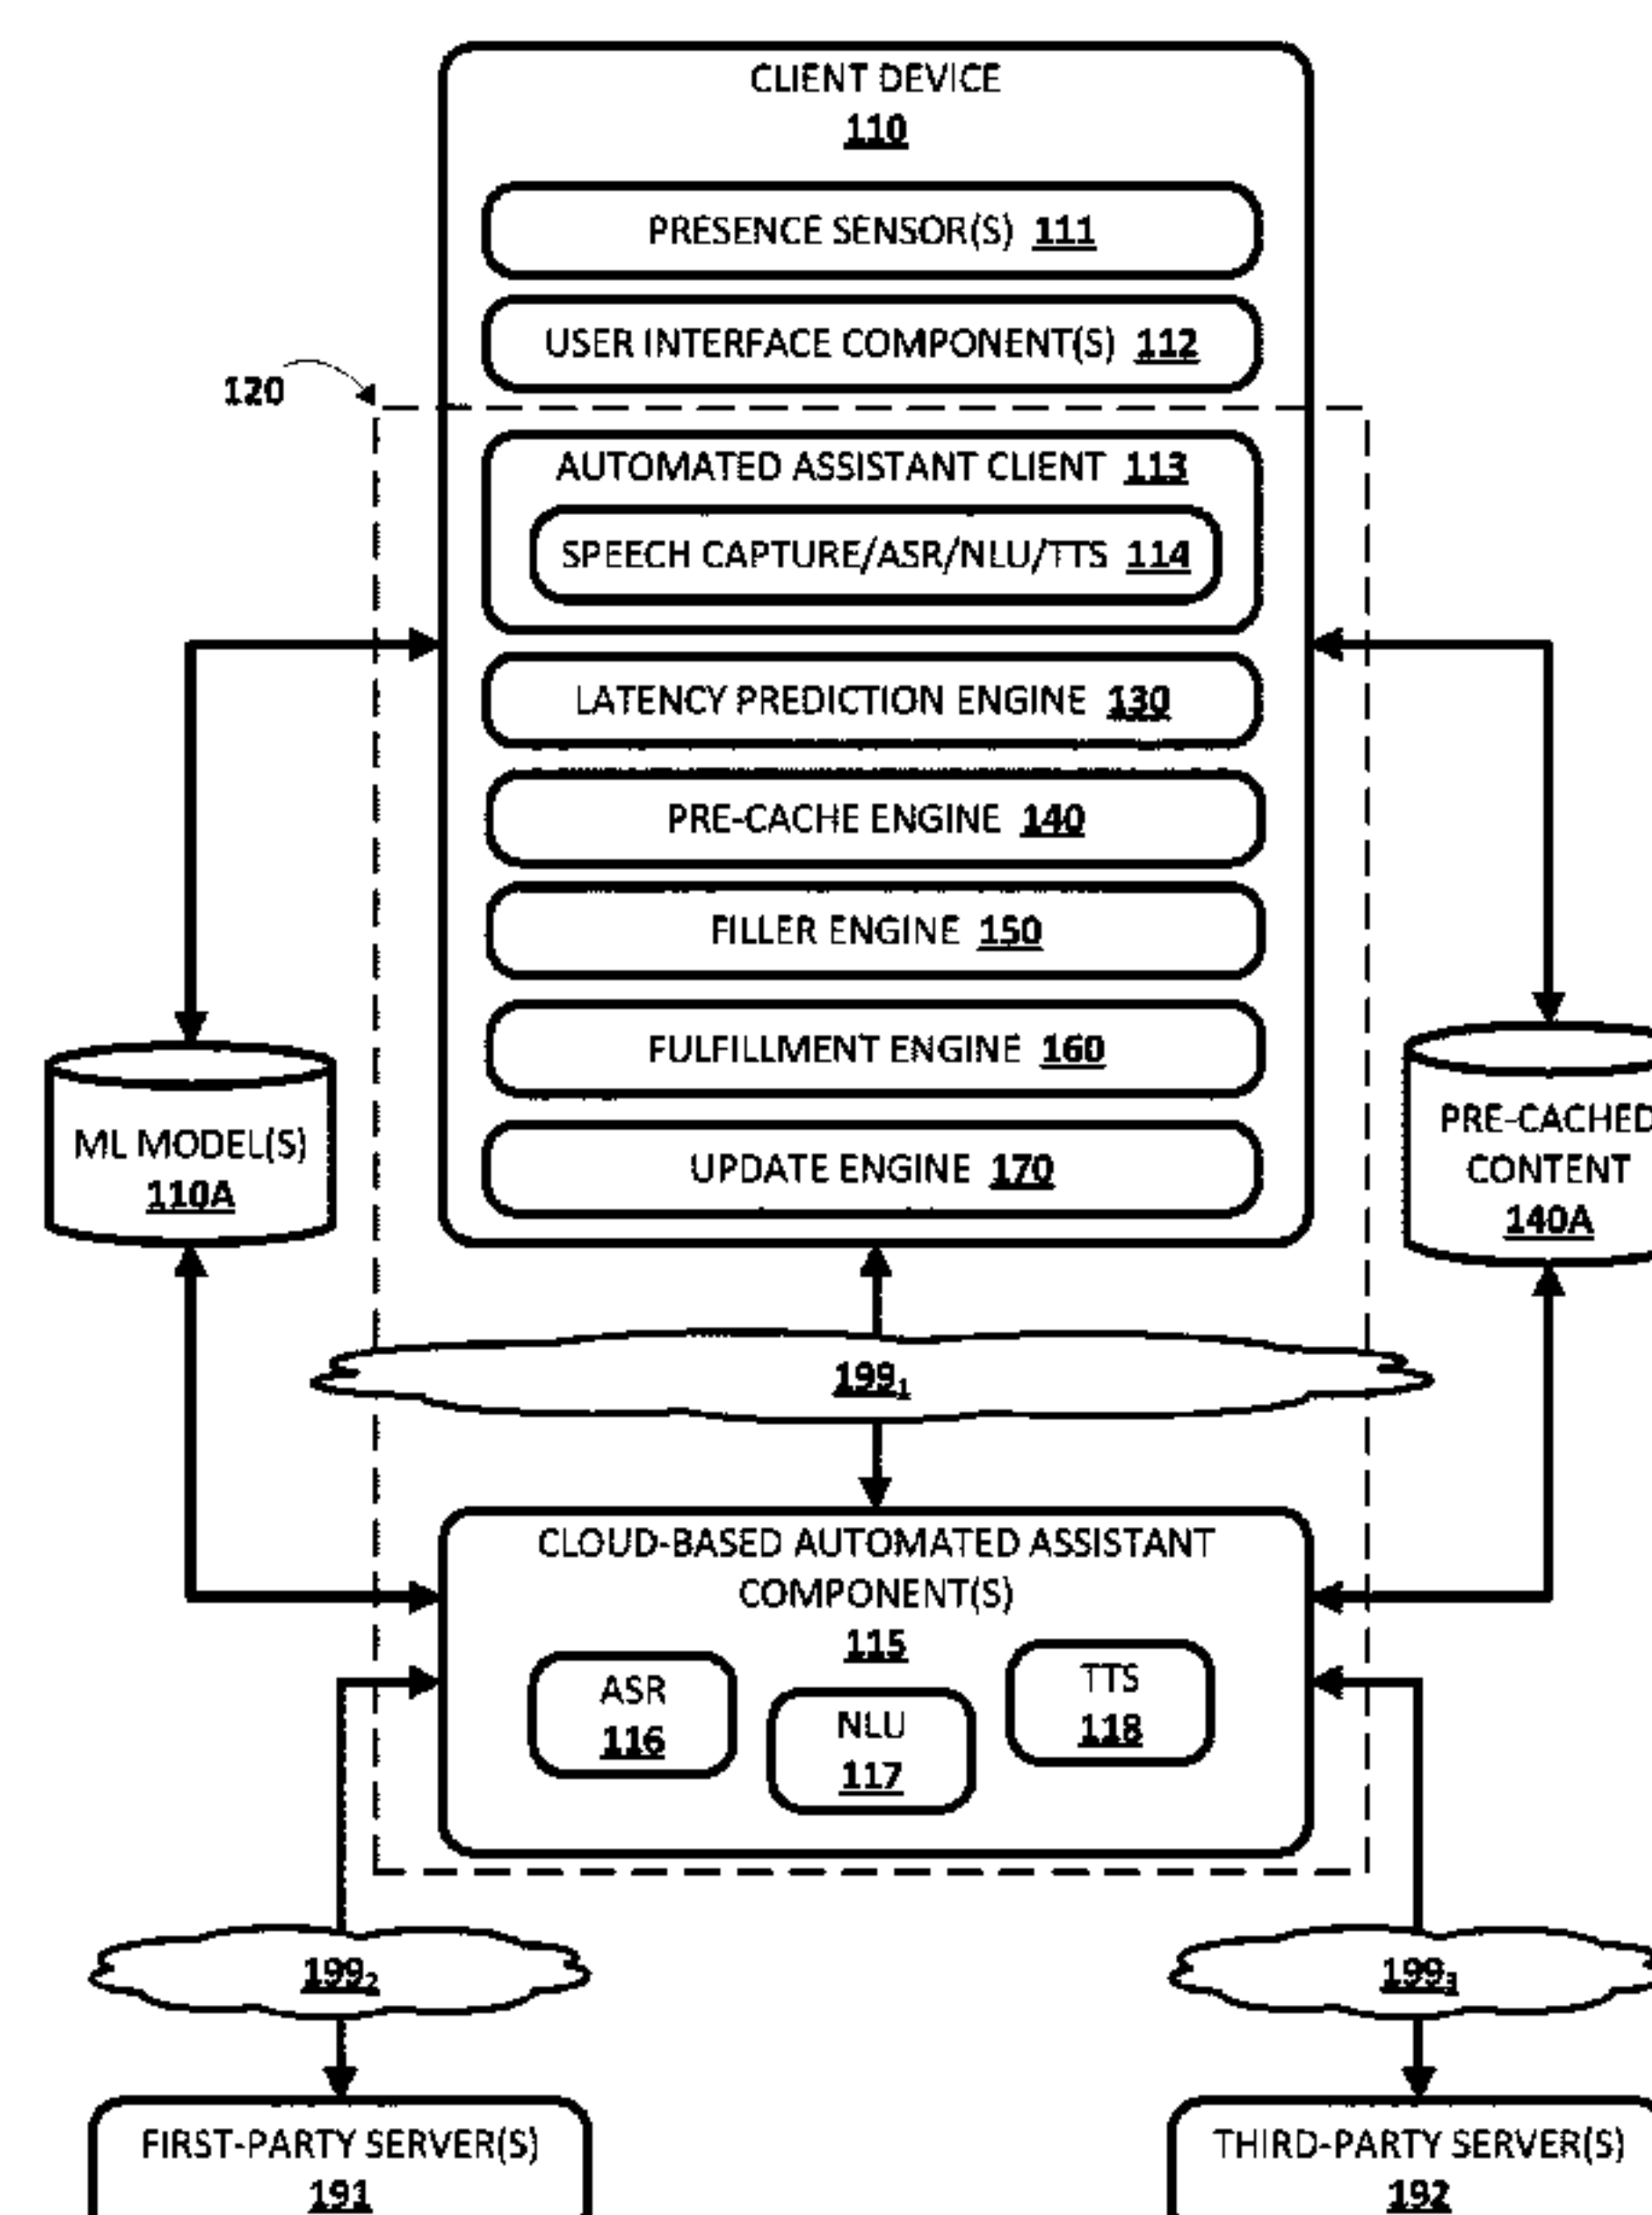 CLIENT DEVICE
110
PRESENCE SENSOR(S) 111
USER INTERFACE COMPONENT(S) 112
120
AUTOMATED ASSISTANT CLIENT 113
SPEECH CAPTURE/ASR/NLU/TTS 114
LATENCY PREDICTION ENGINE 130
PRE-CACHE ENGINE 140
FILLER ENGINE 150
FULFILLMENT ENGINE 160
UPDATE ENGINE 170
ML MODEL(S)
110A
PRE-CACHED
CONTENT
140A
199₁
CLOUD-BASED AUTOMATED ASSISTANT
COMPONENT(S)
115
ASR
116
NLU
117
TTS
118
199₂
199₃
FIRST-PARTY SERVER(S)
191
THIRD-PARTY SERVER(S)
192